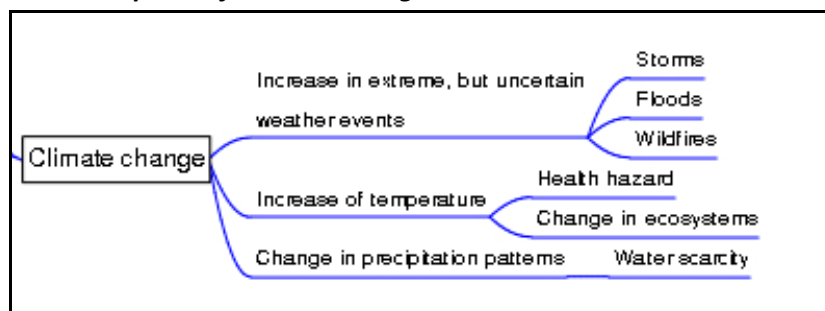 Climate change
Increase in extreme, but uncertain
weather events
Storms
Floods
Wildfires
Increase of temperature
Health hazard
Change in ecosystems
Change in precipitation patterns
Water scarcity